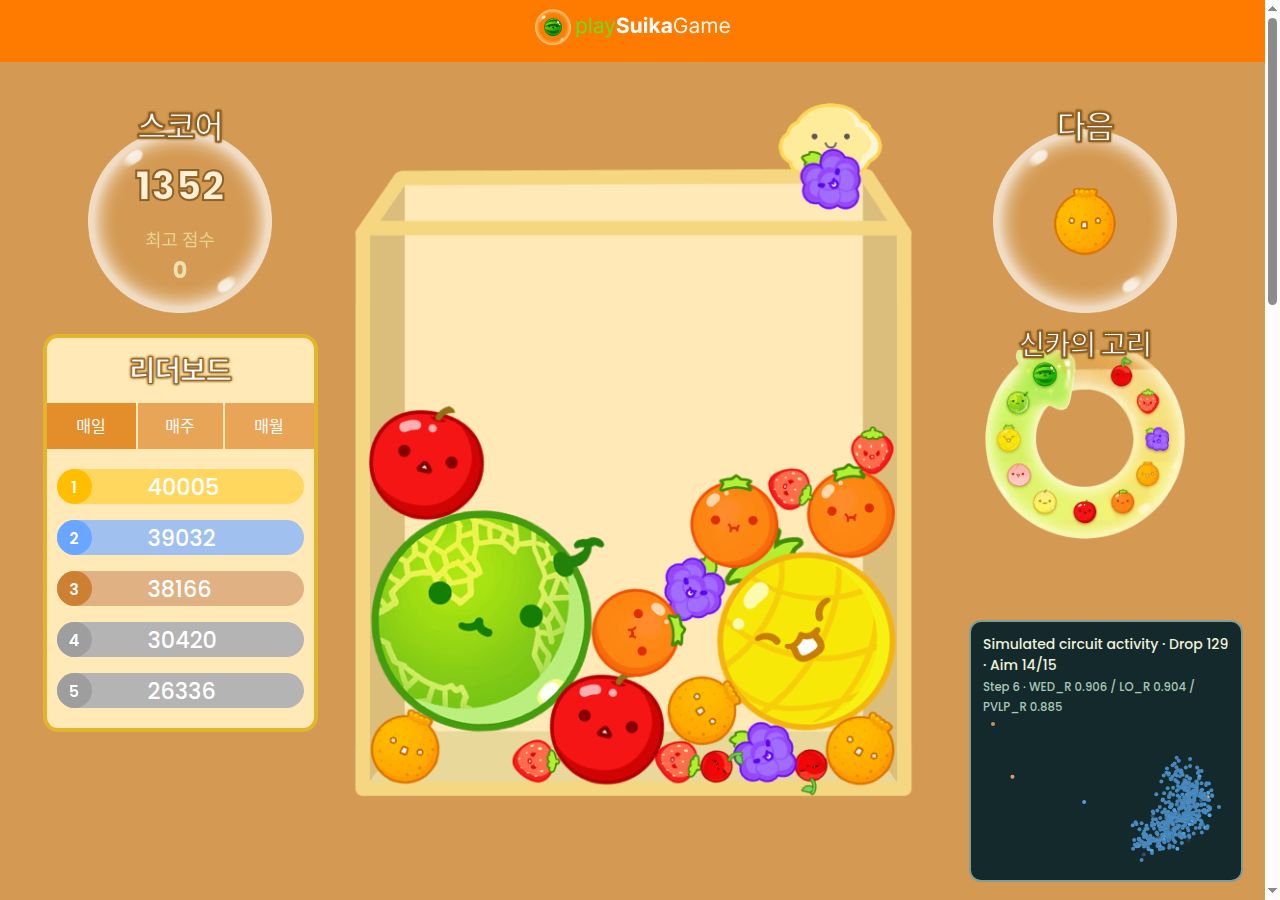 playSuikaGame
스코어
1352
최고 점수
0
다음
신카의 고리
리더보드
매일 매주 매월
1 40005
2 39032
3 38166
4 30420
5 26336
Simulated circuit activity · Drop 129
· Aim 14/15
Step 6 · WED_R 0.906 / LO_R 0.904 /
PVLP_R 0.885